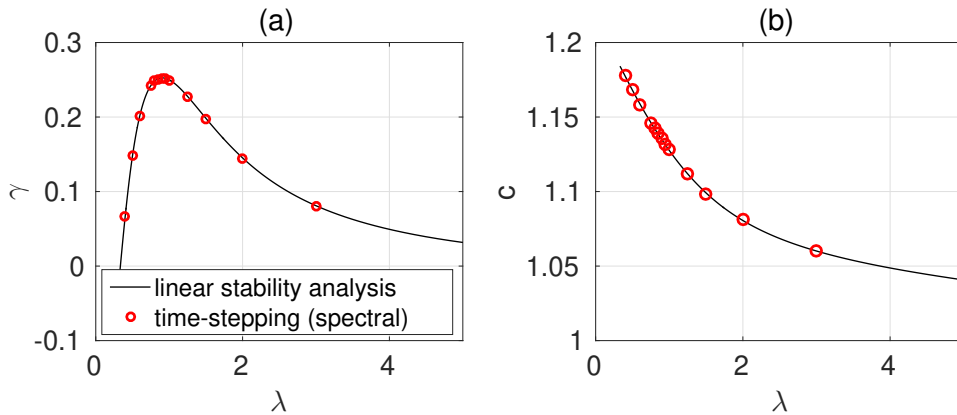 (a)
0.3
0.2
0.1
0
-0.1
γ
0
2
4
λ
linear stability analysis
time-stepping (spectral)
(b)
1.2
1.15
1.1
1.05
1
c
0
2
4
λ